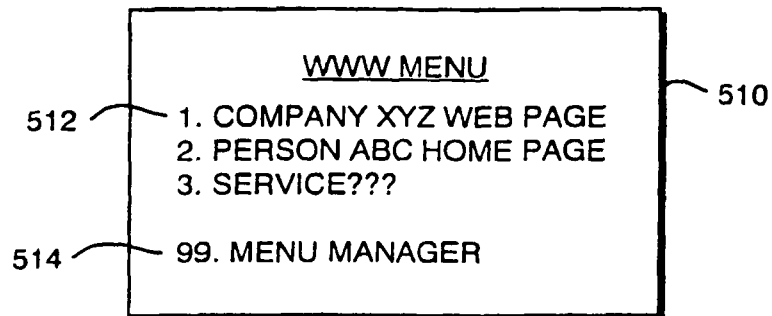 WWW MENU
510
512
1. COMPANY XYZ WEB PAGE
2. PERSON ABC HOME PAGE
3. SERVICE???
514
99. MENU MANAGER